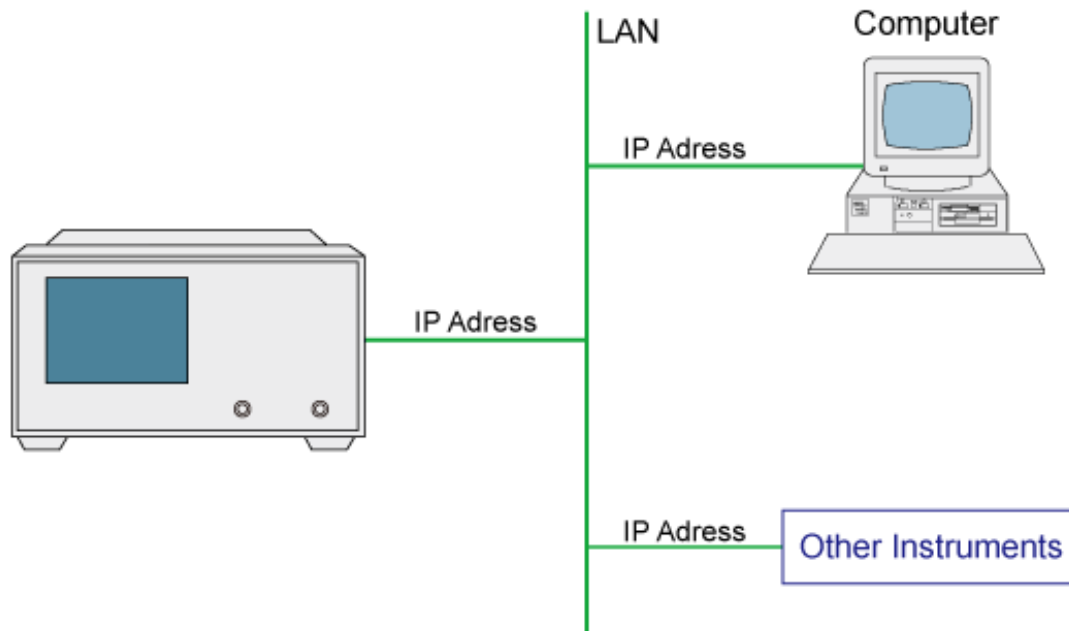 LAN
Computer
IP Adress
IP Adress
IP Adress
Other Instruments